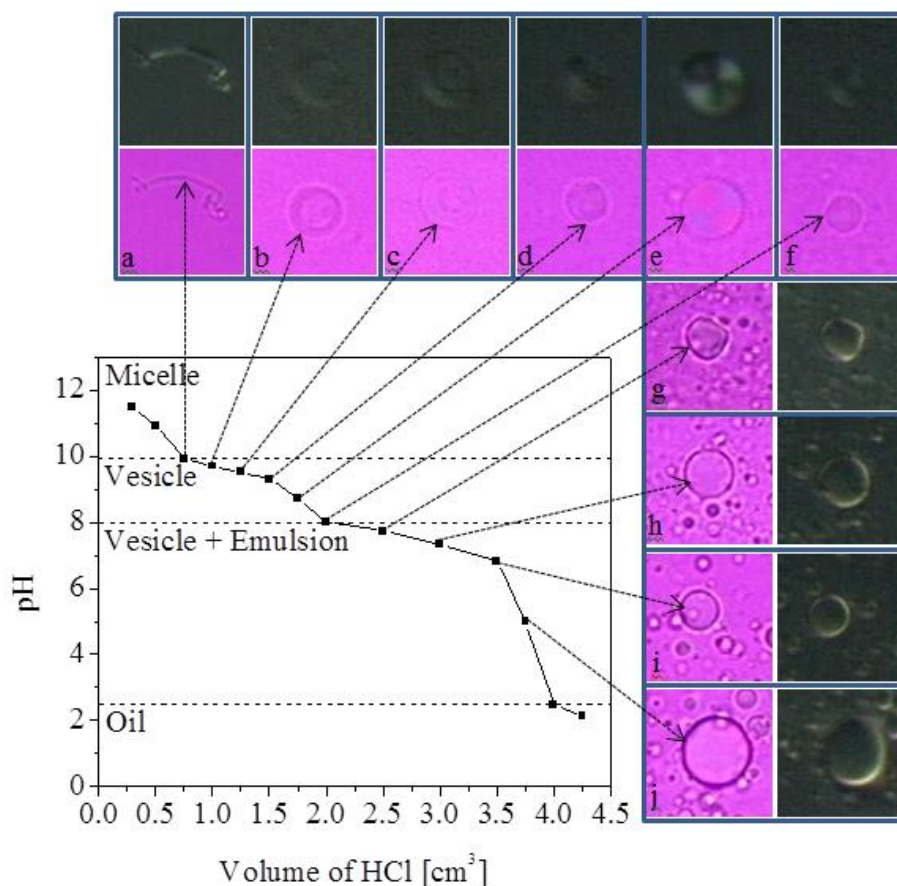 a
b
c
d
e
f
g
h
i
j
12
10
8
6
4
2
0
pH
Micelle
Vesicle
Vesicle + Emulsion
Oil
0.0 0.5 1.0 1.5 2.0 2.5 3.0 3.5 4.0 4.5
Volume of HCl [cm³]